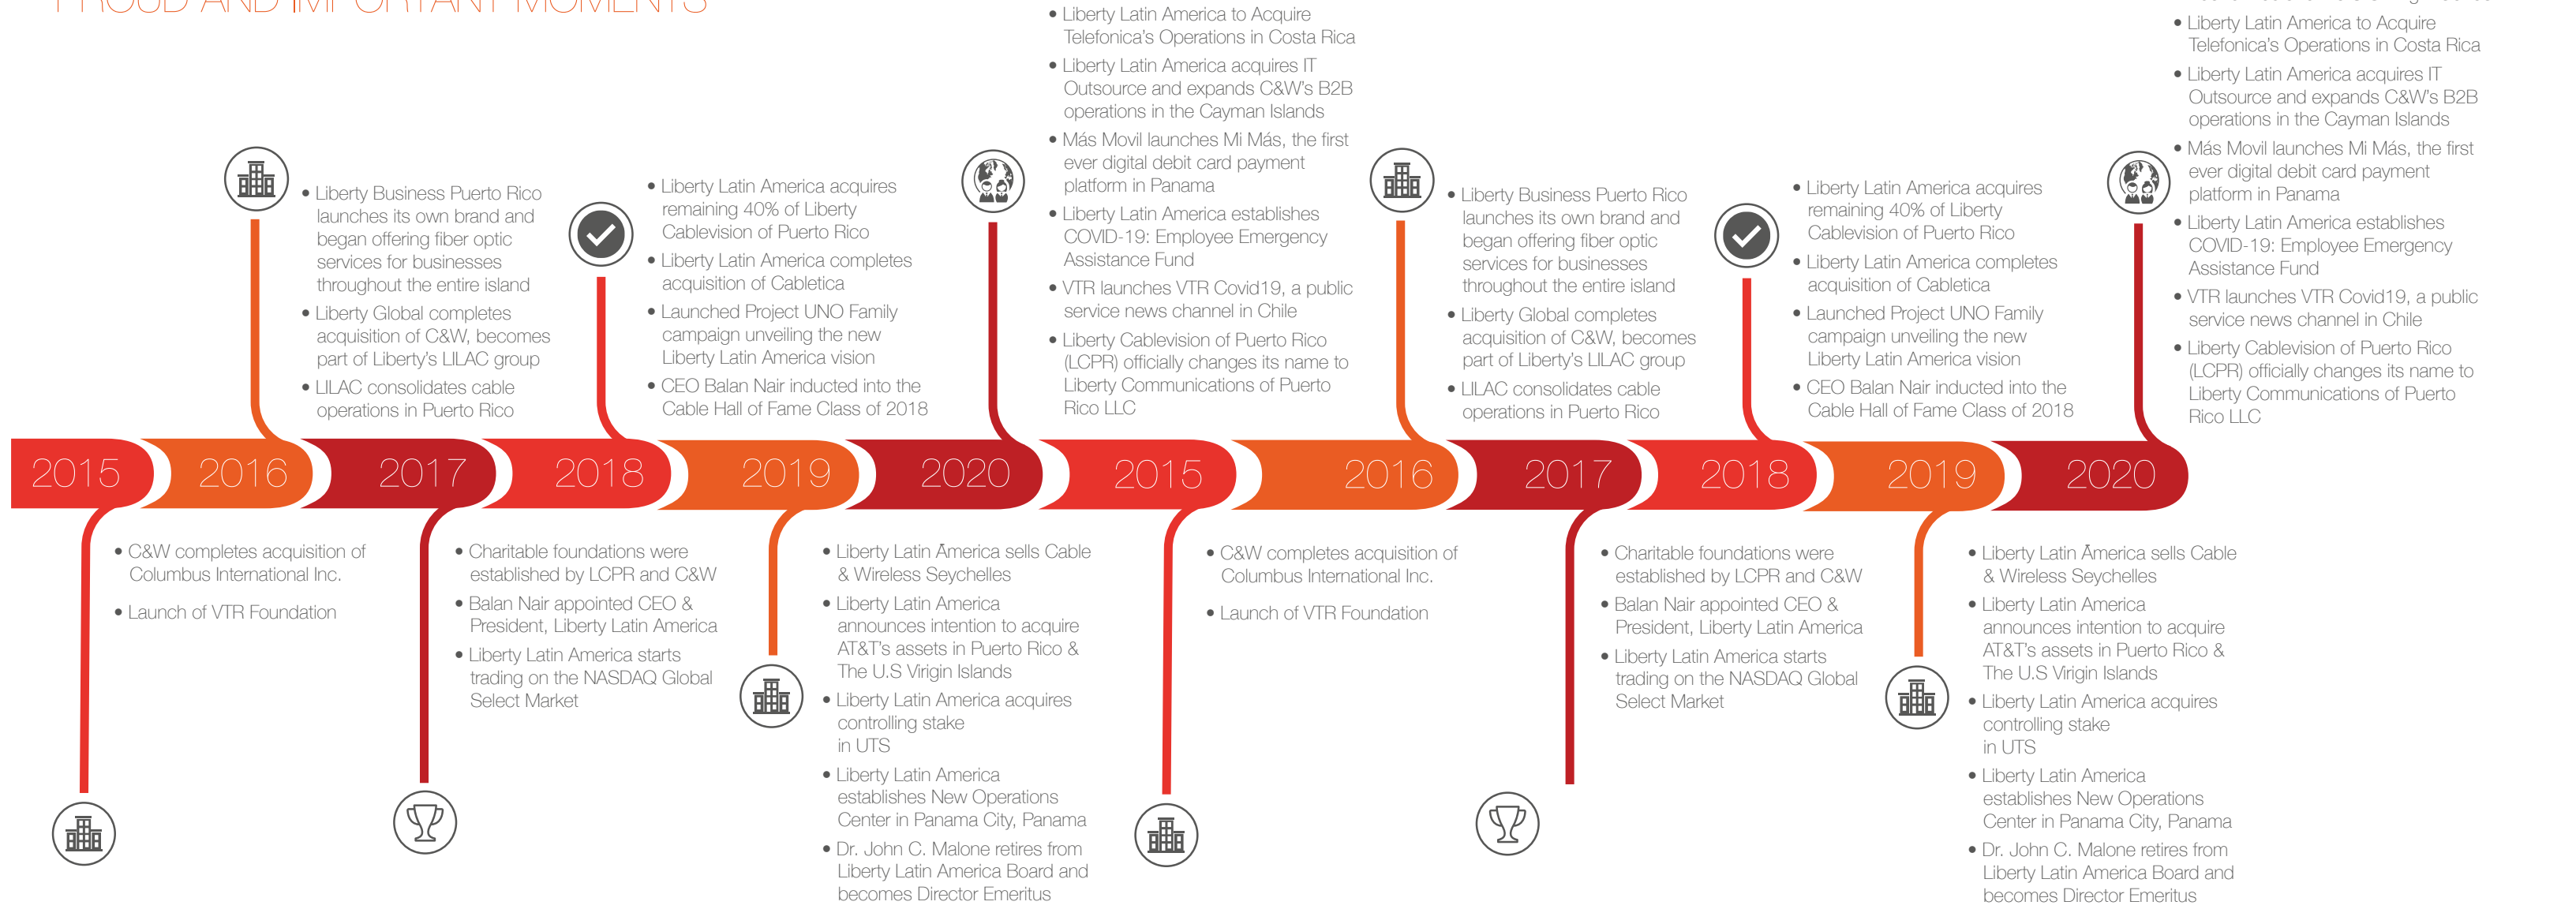 PROUD AND IMPORTANT MOMENTS
• Liberty Business Puerto Rico
launches its own brand and
began offering fiber optic
services for businesses
throughout the entire island
• Liberty Global completes
acquisition of C&W, becomes
part of Liberty's LILAC group
• LILAC consolidates cable
operations in Puerto Rico
• Liberty Latin America acquires
remaining 40% of Liberty
Cablevision of Puerto Rico
• Liberty Latin America completes
acquisition of Cabletica
• Launched Project UNO Family
campaign unveiling the new
Liberty Latin America vision
• CEO Balan Nair inducted into the
Cable Hall of Fame Class of 2018
• Liberty Latin America to Acquire
Telefonica's Operations in Costa Rica
• Liberty Latin America acquires IT
Outsource and expands C&W's B2B
operations in the Cayman Islands
• Más Movil launches Mi Más, the first
ever digital debit card payment
platform in Panama
• Liberty Latin America establishes
COVID-19: Employee Emergency
Assistance Fund
• VTR launches VTR Covid19, a public
service news channel in Chile
• Liberty Cablevision of Puerto Rico
(LCPR) officially changes its name to
Liberty Communications of Puerto
Rico LLC
• Liberty Business Puerto Rico
launches its own brand and
began offering fiber optic
services for businesses
throughout the entire island
• Liberty Global completes
acquisition of C&W, becomes
part of Liberty's LILAC group
• LILAC consolidates cable
operations in Puerto Rico
• Liberty Latin America acquires
remaining 40% of Liberty
Cablevision of Puerto Rico
• Liberty Latin America completes
acquisition of Cabletica
• Launched Project UNO Family
campaign unveiling the new
Liberty Latin America vision
• CEO Balan Nair inducted into the
Cable Hall of Fame Class of 2018
• Liberty Latin America to Acquire
Telefonica's Operations in Costa Rica
• Liberty Latin America acquires IT
Outsource and expands C&W's B2B
operations in the Cayman Islands
• Más Movil launches Mi Más, the first
ever digital debit card payment
platform in Panama
• Liberty Latin America establishes
COVID-19: Employee Emergency
Assistance Fund
• VTR launches VTR Covid19, a public
service news channel in Chile
• Liberty Cablevision of Puerto Rico
(LCPR) officially changes its name to
Liberty Communications of Puerto
Rico LLC
2015 2016 2017 2018 2019 2020 2015 2016 2017 2018 2019 2020
• C&W completes acquisition of
Columbus International Inc.
• Launch of VTR Foundation
• Charitable foundations were
established by LCPR and C&W
• Balan Nair appointed CEO &
President, Liberty Latin America
• Liberty Latin America starts
trading on the NASDAQ Global
Select Market
• Liberty Latin America sells Cable
& Wireless Seychelles
• Liberty Latin America
announces intention to acquire
AT&T's assets in Puerto Rico &
The U.S Virigin Islands
• Liberty Latin America acquires
controlling stake
in UTS
• Liberty Latin America
establishes New Operations
Center in Panama City, Panama
• Dr. John C. Malone retires from
Liberty Latin America Board and
becomes Director Emeritus
• C&W completes acquisition of
Columbus International Inc.
• Launch of VTR Foundation
• Charitable foundations were
established by LCPR and C&W
• Balan Nair appointed CEO &
President, Liberty Latin America
• Liberty Latin America starts
trading on the NASDAQ Global
Select Market
• Liberty Latin America sells Cable
& Wireless Seychelles
• Liberty Latin America
announces intention to acquire
AT&T's assets in Puerto Rico &
The U.S Virigin Islands
• Liberty Latin America acquires
controlling stake
in UTS
• Liberty Latin America
establishes New Operations
Center in Panama City, Panama
• Dr. John C. Malone retires from
Liberty Latin America Board and
becomes Director Emeritus